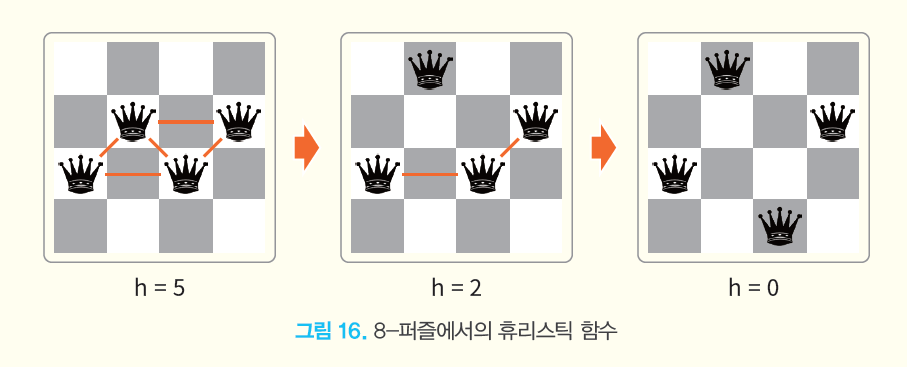 h = 5
h = 2
h = 0
그림 16. 8-퍼즐에서의 휴리스틱 함수